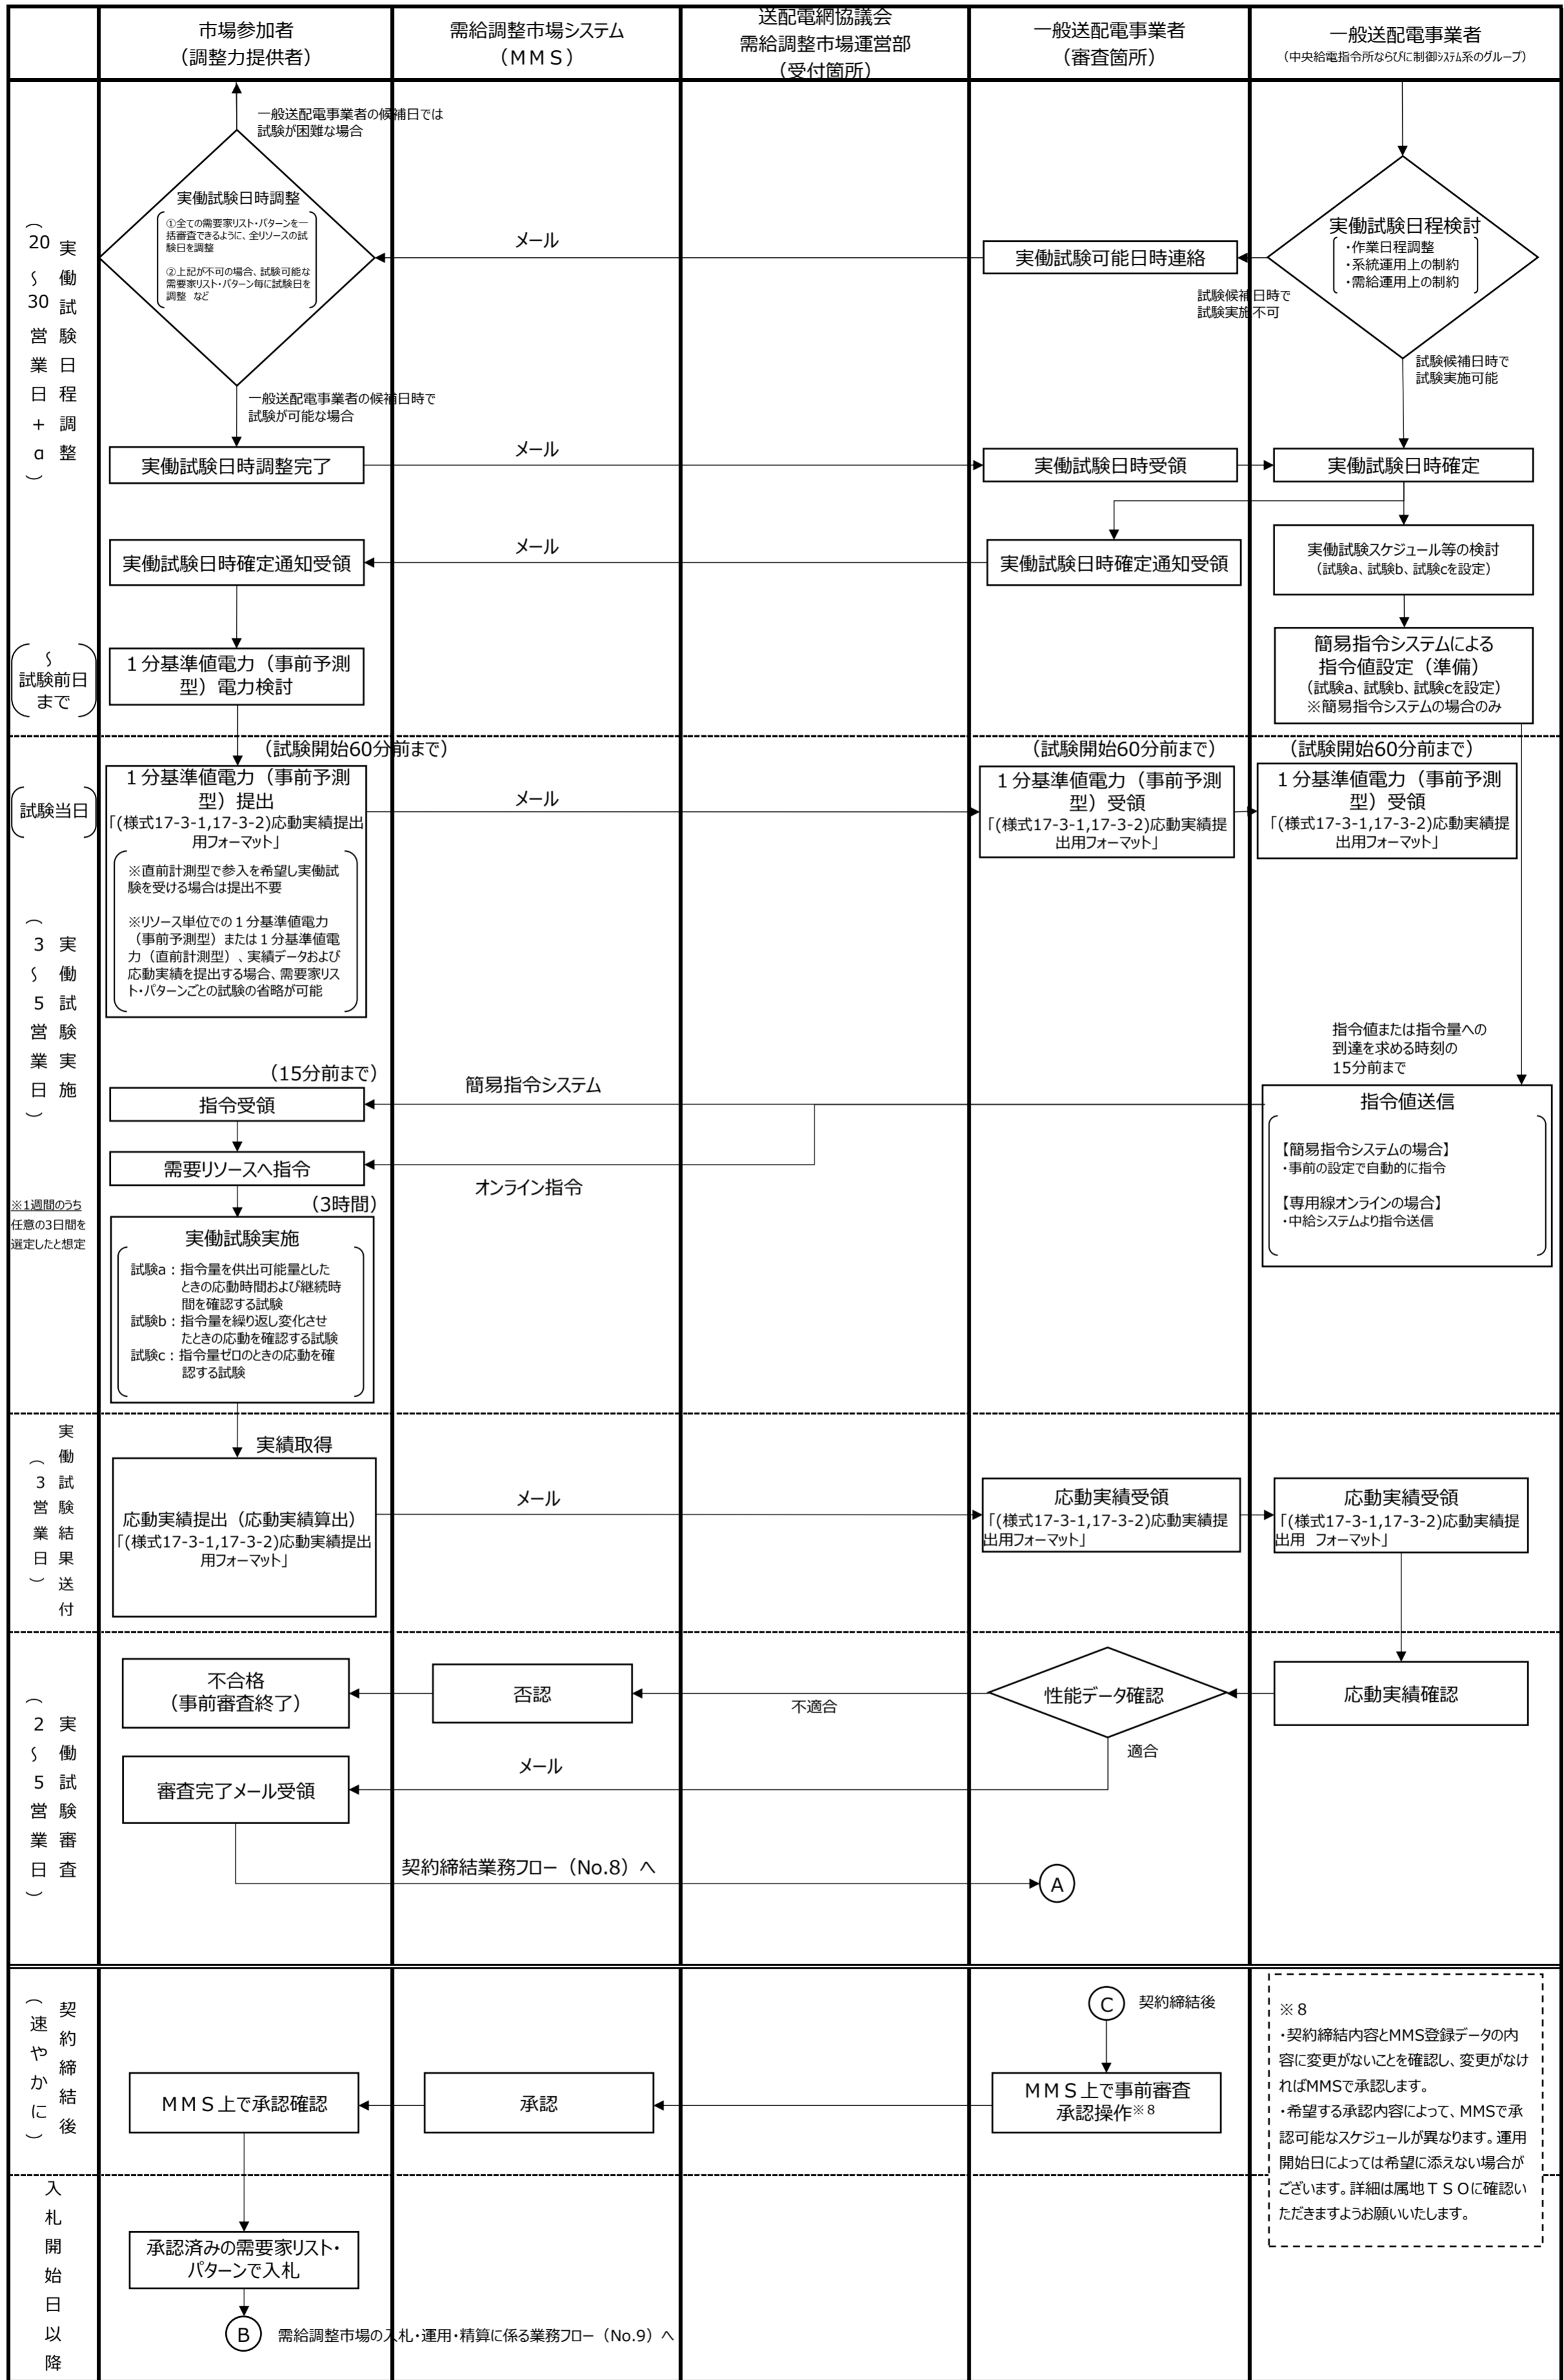 市場参加者
（調整力提供者）
需給調整市場システム
（ＭＭＳ）
送配電網協議会
需給調整市場運営部
（受付箇所）
一般送配電事業者
（審査箇所）
一般送配電事業者
（中央給電指令所ならびに制御ｼｽﾃﾑ系のグループ）
実働試験日程調整
（20～30営業日+α）
一般送配電事業者の候補日では
試験が困難な場合
実働試験日時調整
①全ての需要家リスト・パターンを一
括審査できるように、全リソースの試
験日を調整
②上記が不可の場合、試験可能な
需要家リスト・パターン毎に試験日を
調整　など
メール
実働試験可能日時連絡
実働試験日程検討
・作業日程調整
・系統運用上の制約
・需給運用上の制約
試験候補日時で
試験実施不可
試験候補日時で
試験実施可能
一般送配電事業者の候補日時で
試験が可能な場合
実働試験日時調整完了
メール
実働試験日時受領
実働試験日時確定
実働試験日時確定通知受領
メール
実働試験日時確定通知受領
実働試験スケジュール等の検討
（試験a、試験b、試験cを設定）
～
試験前日
まで
１分基準値電力（事前予測
型）電力検討
簡易指令システムによる
指令値設定（準備）
（試験a、試験b、試験cを設定）
※簡易指令システムの場合のみ
試験当日
（試験開始60分前まで）
１分基準値電力（事前予測
型）提出
「(様式17-3-1,17-3-2)応動実績提出
用フォーマット」
※直前計測型で参入を希望し実働試
験を受ける場合は提出不要
※リソース単位での１分基準値電力
（事前予測型）または１分基準値電
力（直前計測型）、実績データおよび
応動実績を提出する場合、需要家リス
ト・パターンごとの試験の省略が可能
メール
（試験開始60分前まで）
１分基準値電力（事前予測
型）受領
「(様式17-3-1,17-3-2)応動実績提
出用フォーマット」
（試験開始60分前まで）
１分基準値電力（事前予測
型）受領
「(様式17-3-1,17-3-2)応動実績提
出用フォーマット」
実働試験実施
（3～5営業日）
※1週間のうち
任意の3日間を
選定したと想定
指令値または指令量への
到達を求める時刻の
15分前まで
（15分前まで）
指令受領
簡易指令システム
指令値送信
【簡易指令システムの場合】
・事前の設定で自動的に指令
【専用線オンラインの場合】
・中給システムより指令送信
需要リソースへ指令
オンライン指令
（3時間）
実働試験実施
試験a：指令量を供出可能量とした
ときの応動時間および継続時
間を確認する試験
試験b：指令量を繰り返し変化させ
たときの応動を確認する試験
試験c：指令量ゼロのときの応動を確
認する試験
実働試験結果送付
（3営業日）
実績取得
応動実績提出（応動実績算出）
「(様式17-3-1,17-3-2)応動実績提出
用フォーマット」
メール
応動実績受領
「(様式17-3-1,17-3-2)応動実績提
出用フォーマット」
応動実績受領
「(様式17-3-1,17-3-2)応動実績提
出用　フォーマット」
実働試験審査
（2～5営業日）
不合格
（事前審査終了）
否認
不適合
性能データ確認
応動実績確認
適合
審査完了メール受領
メール
契約締結業務フロー（No.8）へ
A
契約締結後
（速やかに）
C
契約締結後
ＭＭＳ上で承認確認
承認
ＭＭＳ上で事前審査
承認操作※８
※８
・契約締結内容とMMS登録データの内
容に変更がないことを確認し、変更がなけ
ればMMSで承認します。
・希望する承認内容によって、MMSで承
認可能なスケジュールが異なります。運用
開始日によっては希望に添えない場合が
ございます。詳細は属地ＴＳＯに確認い
ただきますようお願いいたします。
入札開始日以降
承認済みの需要家リスト・
パターンで入札
B
需給調整市場の入札・運用・精算に係る業務フロー（No.9）へ